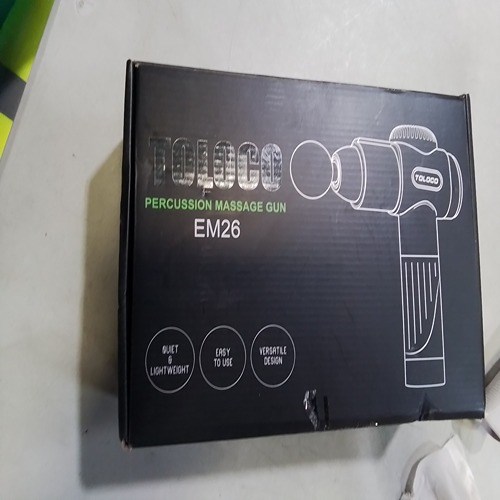 TOLOCO
TOLOCO
PERCUSSION MASSAGE GUN
EM26
QUIET
&
LIGHTWEIGHT
EASY
TO USE
VERSATILE
DESIGN